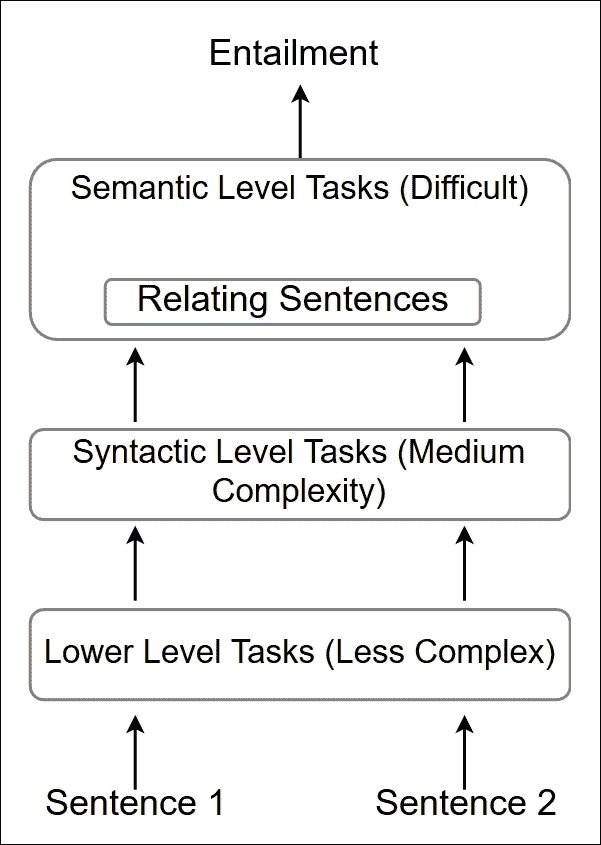 Entailment
Semantic Level Tasks (Difficult)
Relating Sentences
Syntactic Level Tasks (Medium
Complexity)
Lower Level Tasks (Less Complex)
Sentence 1
Sentence 2